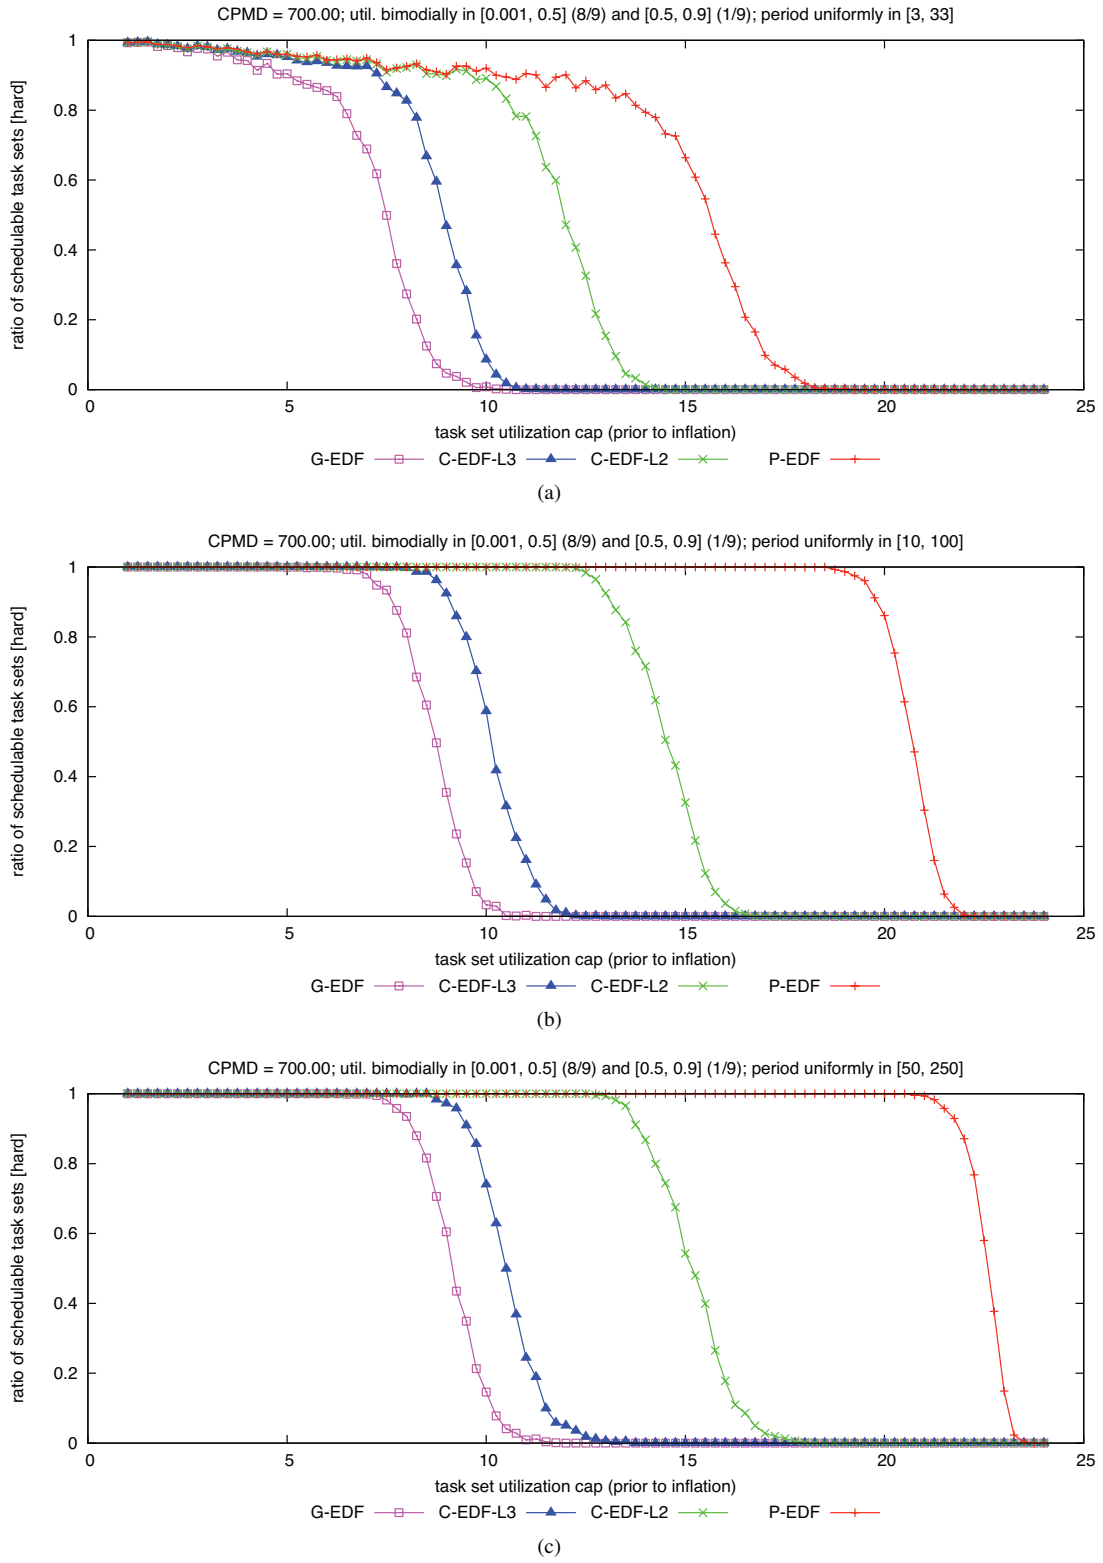 CPMD = 700.00; util. bimodially in [0.001, 0.5] (8/9) and [0.5, 0.9] (1/9); period uniformly in [3, 33]
ratio of schedulable task sets [hard]
1
0.8
0.6
0.4
0.2
0
0 5 10 15 20 25
task set utilization cap (prior to inflation)
G-EDF C-EDF-L3 C-EDF-L2 P-EDF
(a)
CPMD = 700.00; util. bimodially in [0.001, 0.5] (8/9) and [0.5, 0.9] (1/9); period uniformly in [10, 100]
ratio of schedulable task sets [hard]
1
0.8
0.6
0.4
0.2
0
0 5 10 15 20 25
task set utilization cap (prior to inflation)
G-EDF C-EDF-L3 C-EDF-L2 P-EDF
(b)
CPMD = 700.00; util. bimodially in [0.001, 0.5] (8/9) and [0.5, 0.9] (1/9); period uniformly in [50, 250]
ratio of schedulable task sets [hard]
1
0.8
0.6
0.4
0.2
0
0 5 10 15 20 25
task set utilization cap (prior to inflation)
G-EDF C-EDF-L3 C-EDF-L2 P-EDF
(c)